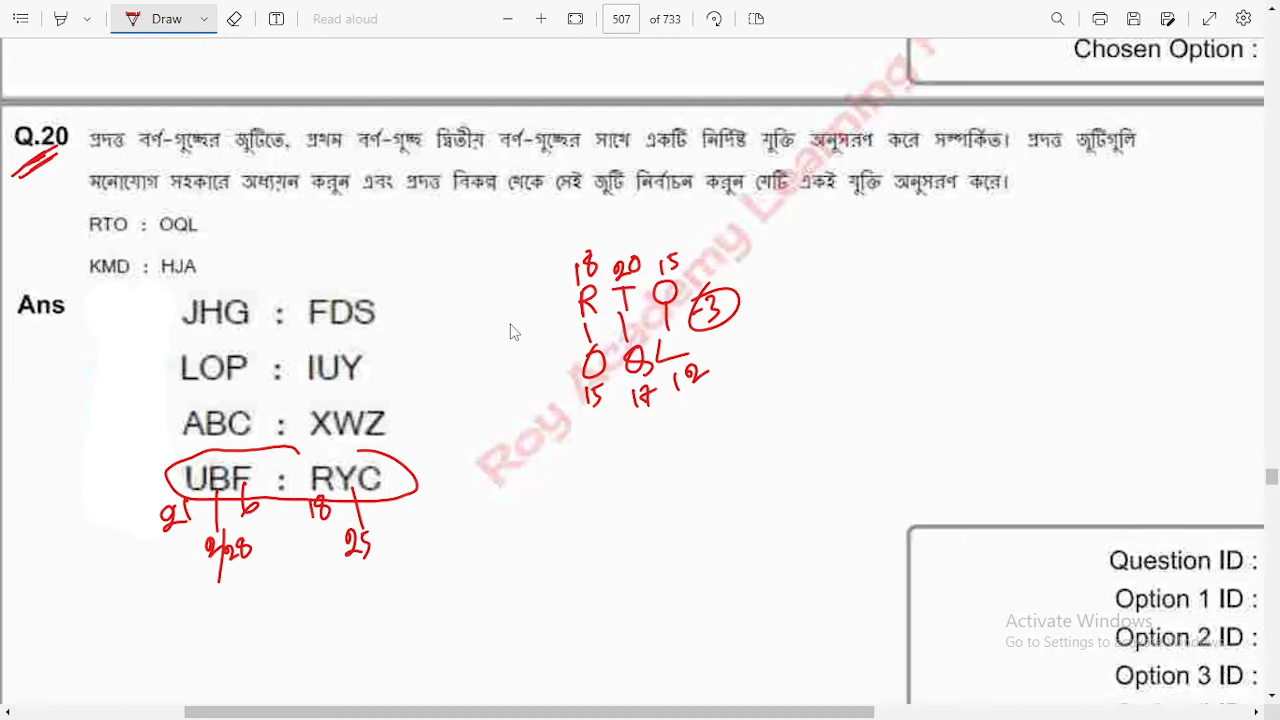 Draw
Read aloud
507 of 733
Chosen Option :
Q.20 প্রদত্ত বর্ণ-গুচ্ছের জুটিতে, প্রথম বর্ণ-গুচ্ছ দ্বিতীয় বর্ণ-গুচ্ছের সাথে একটি নির্দিষ্ট যুক্তি অনুসরণ করে সম্পর্কিত। প্রদত্ত জুটিগুলি
মনোযোগ সহকারে অধ্যয়ন করুন এবং প্রদত্ত বিকল্প থেকে সেই জুটি নির্বাচন করুন যেটি একই যুক্তি অনুসরণ করে।
RTO : OQL
KMD : HJA
Ans
JHG : FDS
LOP : IUY
ABC : XWZ
UBF : RYC
21 6 18
2/28 25
18 20 15
R T O -3
O Q L
15 17 12
Roy Academy Learning
Question ID :
Option 1 ID :
Option 2 ID :
Option 3 ID :
Activate Windows
Go to Settings to activate Windows.